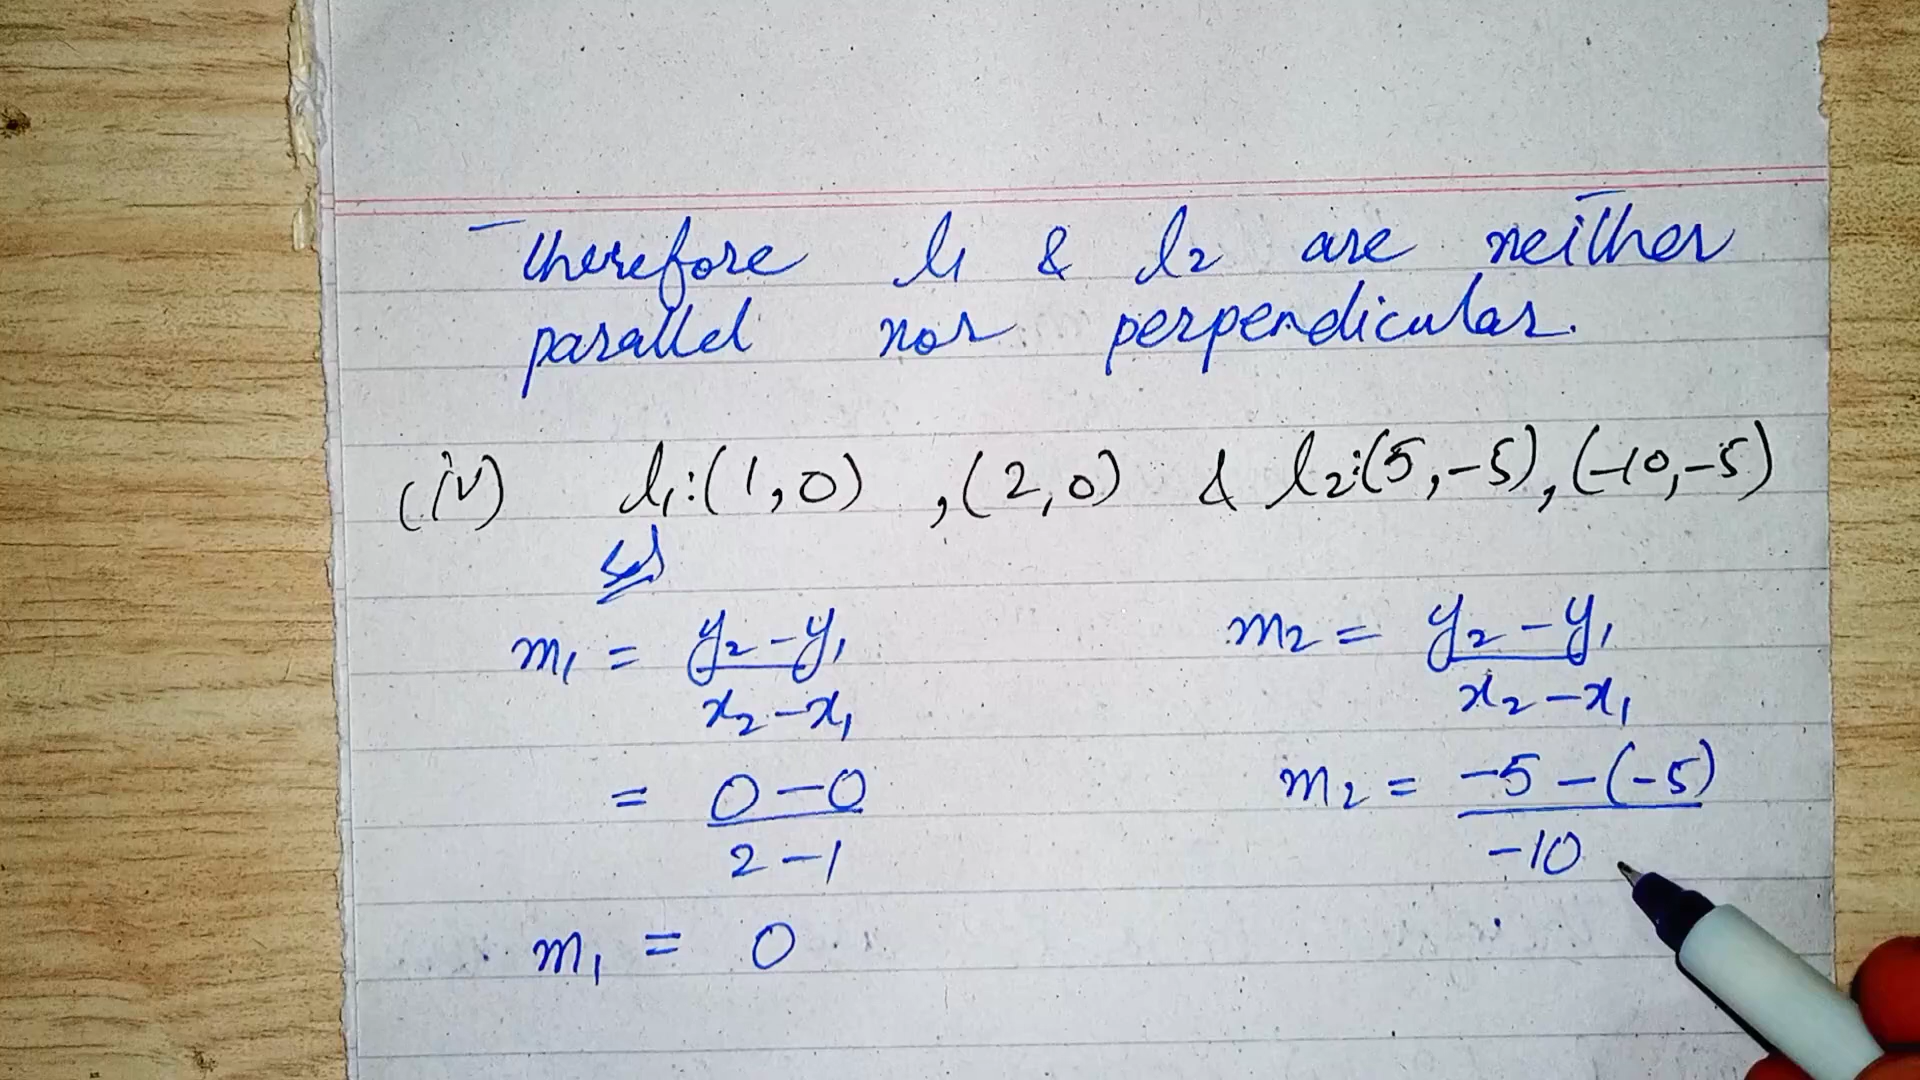 Therefore l1 & l2 are neither
parallel nor perpendicular.
(iv) l1:(1,0) ,(2,0) & l2:(5,-5),(-10,-5)
Sol
m1 = y2-y1/x2-x1
m2 = y2-y1/x2-x1
= 0-0/2-1
m2 = -5-(-5)/-10
m1 = 0